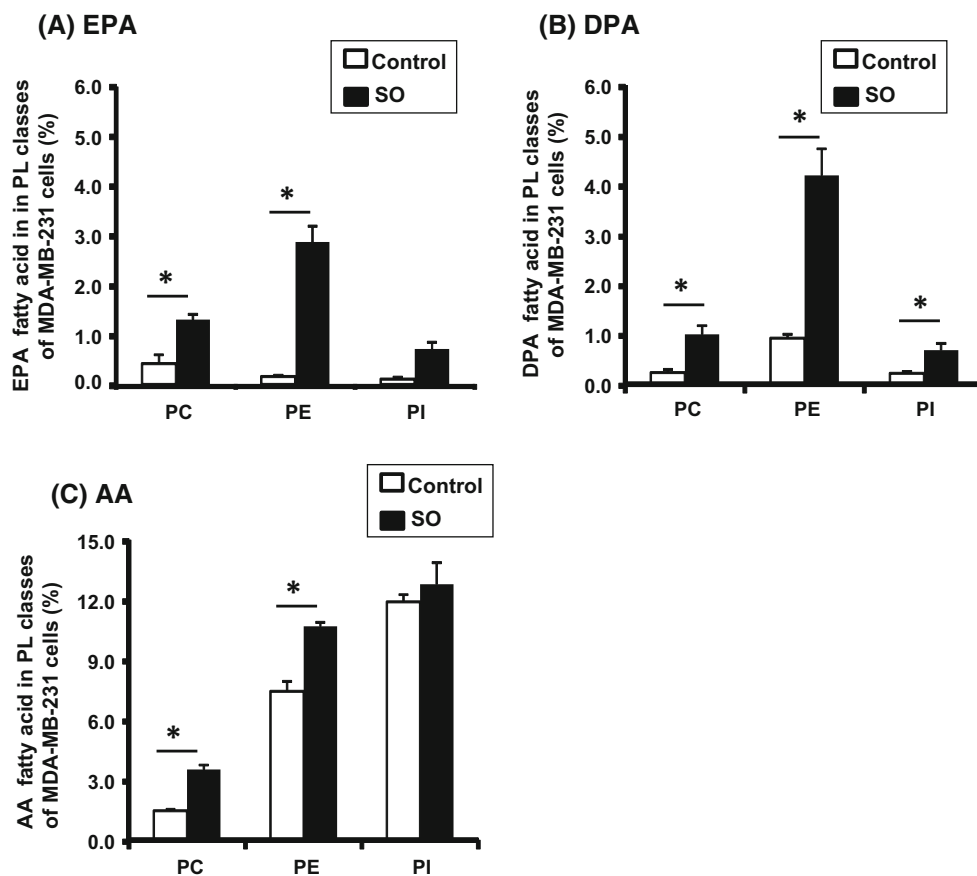 (A) EPA
Control
SO
EPA fatty acid in in PL classes
of MDA-MB-231 cells (%)
6.0
5.0
4.0
3.0
2.0
1.0
0.0
*
*
PC
PE
PI
(B) DPA
Control
SO
DPA fatty acid in PL classes
of MDA-MB-231 cells (%)
6.0
5.0
4.0
3.0
2.0
1.0
0.0
*
*
*
PC
PE
PI
(C) AA
Control
SO
AA fatty acid in PL classes
of MDA-MB-231 cells (%)
15.0
12.0
9.0
6.0
3.0
0.0
*
*
PC
PE
PI